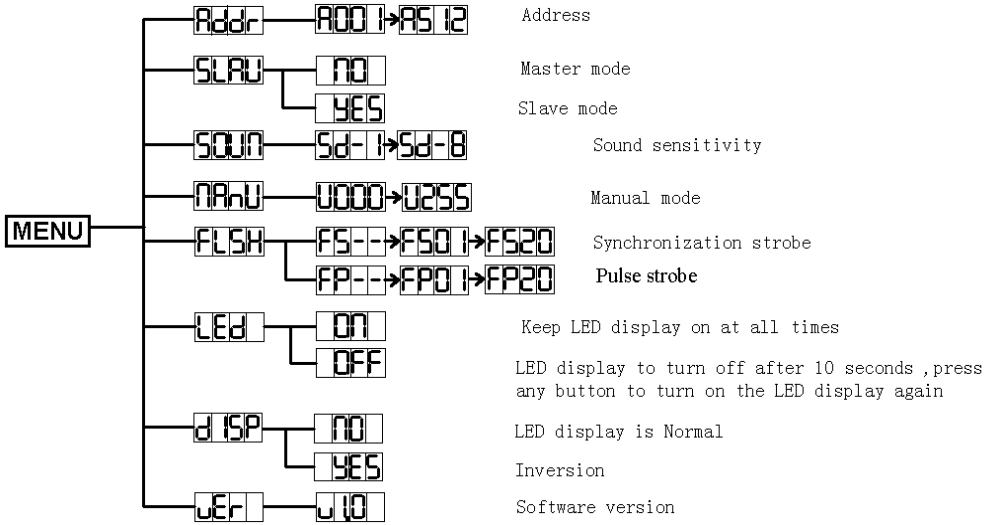 Addr A001 → AS12 Address
SLAV NO Master mode
YES Slave mode
SOUN Sd-1 → Sd-8 Sound sensitivity
MAnU U000 → U255 Manual mode
MENU
FLSH FS-- → FS01 → FS20 Synchronization strobe
FP-- → FP01 → FP20 Pulse strobe
LEd ON Keep LED display on at all times
OFF LED display to turn off after 10 seconds ,press
any button to turn on the LED display again
dISP NO LED display is Normal
YES Inversion
vEr v1.0 Software version